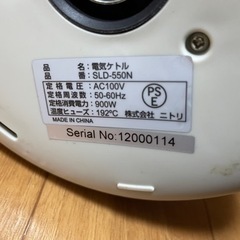 品 名：電気ケトル
品 番：SLD-550N
定 格 電 圧：AC100V
定格周波数：50-60Hz
定格消費電力：900W
温度ヒューズ：192℃
MADE IN CHINA
PSE
株式会社 ニトリ
Serial No:12000114